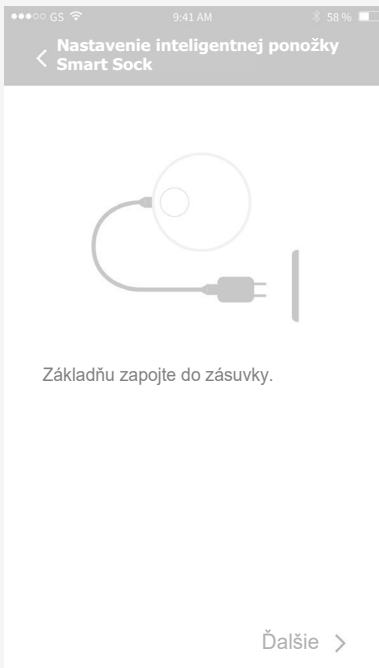 GS 9:41 AM 58 %
Nastavenie inteligentnej ponožky
Smart Sock
Základňu zapojte do zásuvky.
Ďalšie